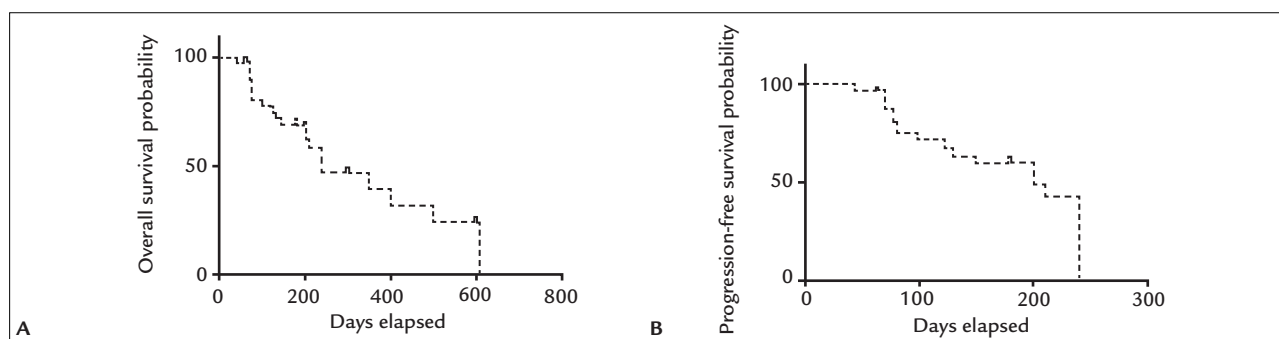 Overall survival probability
100
50
0
0 200 400 600 800
Days elapsed
A
Progression-free survival probability
100
50
0
0 100 200 300
Days elapsed
B